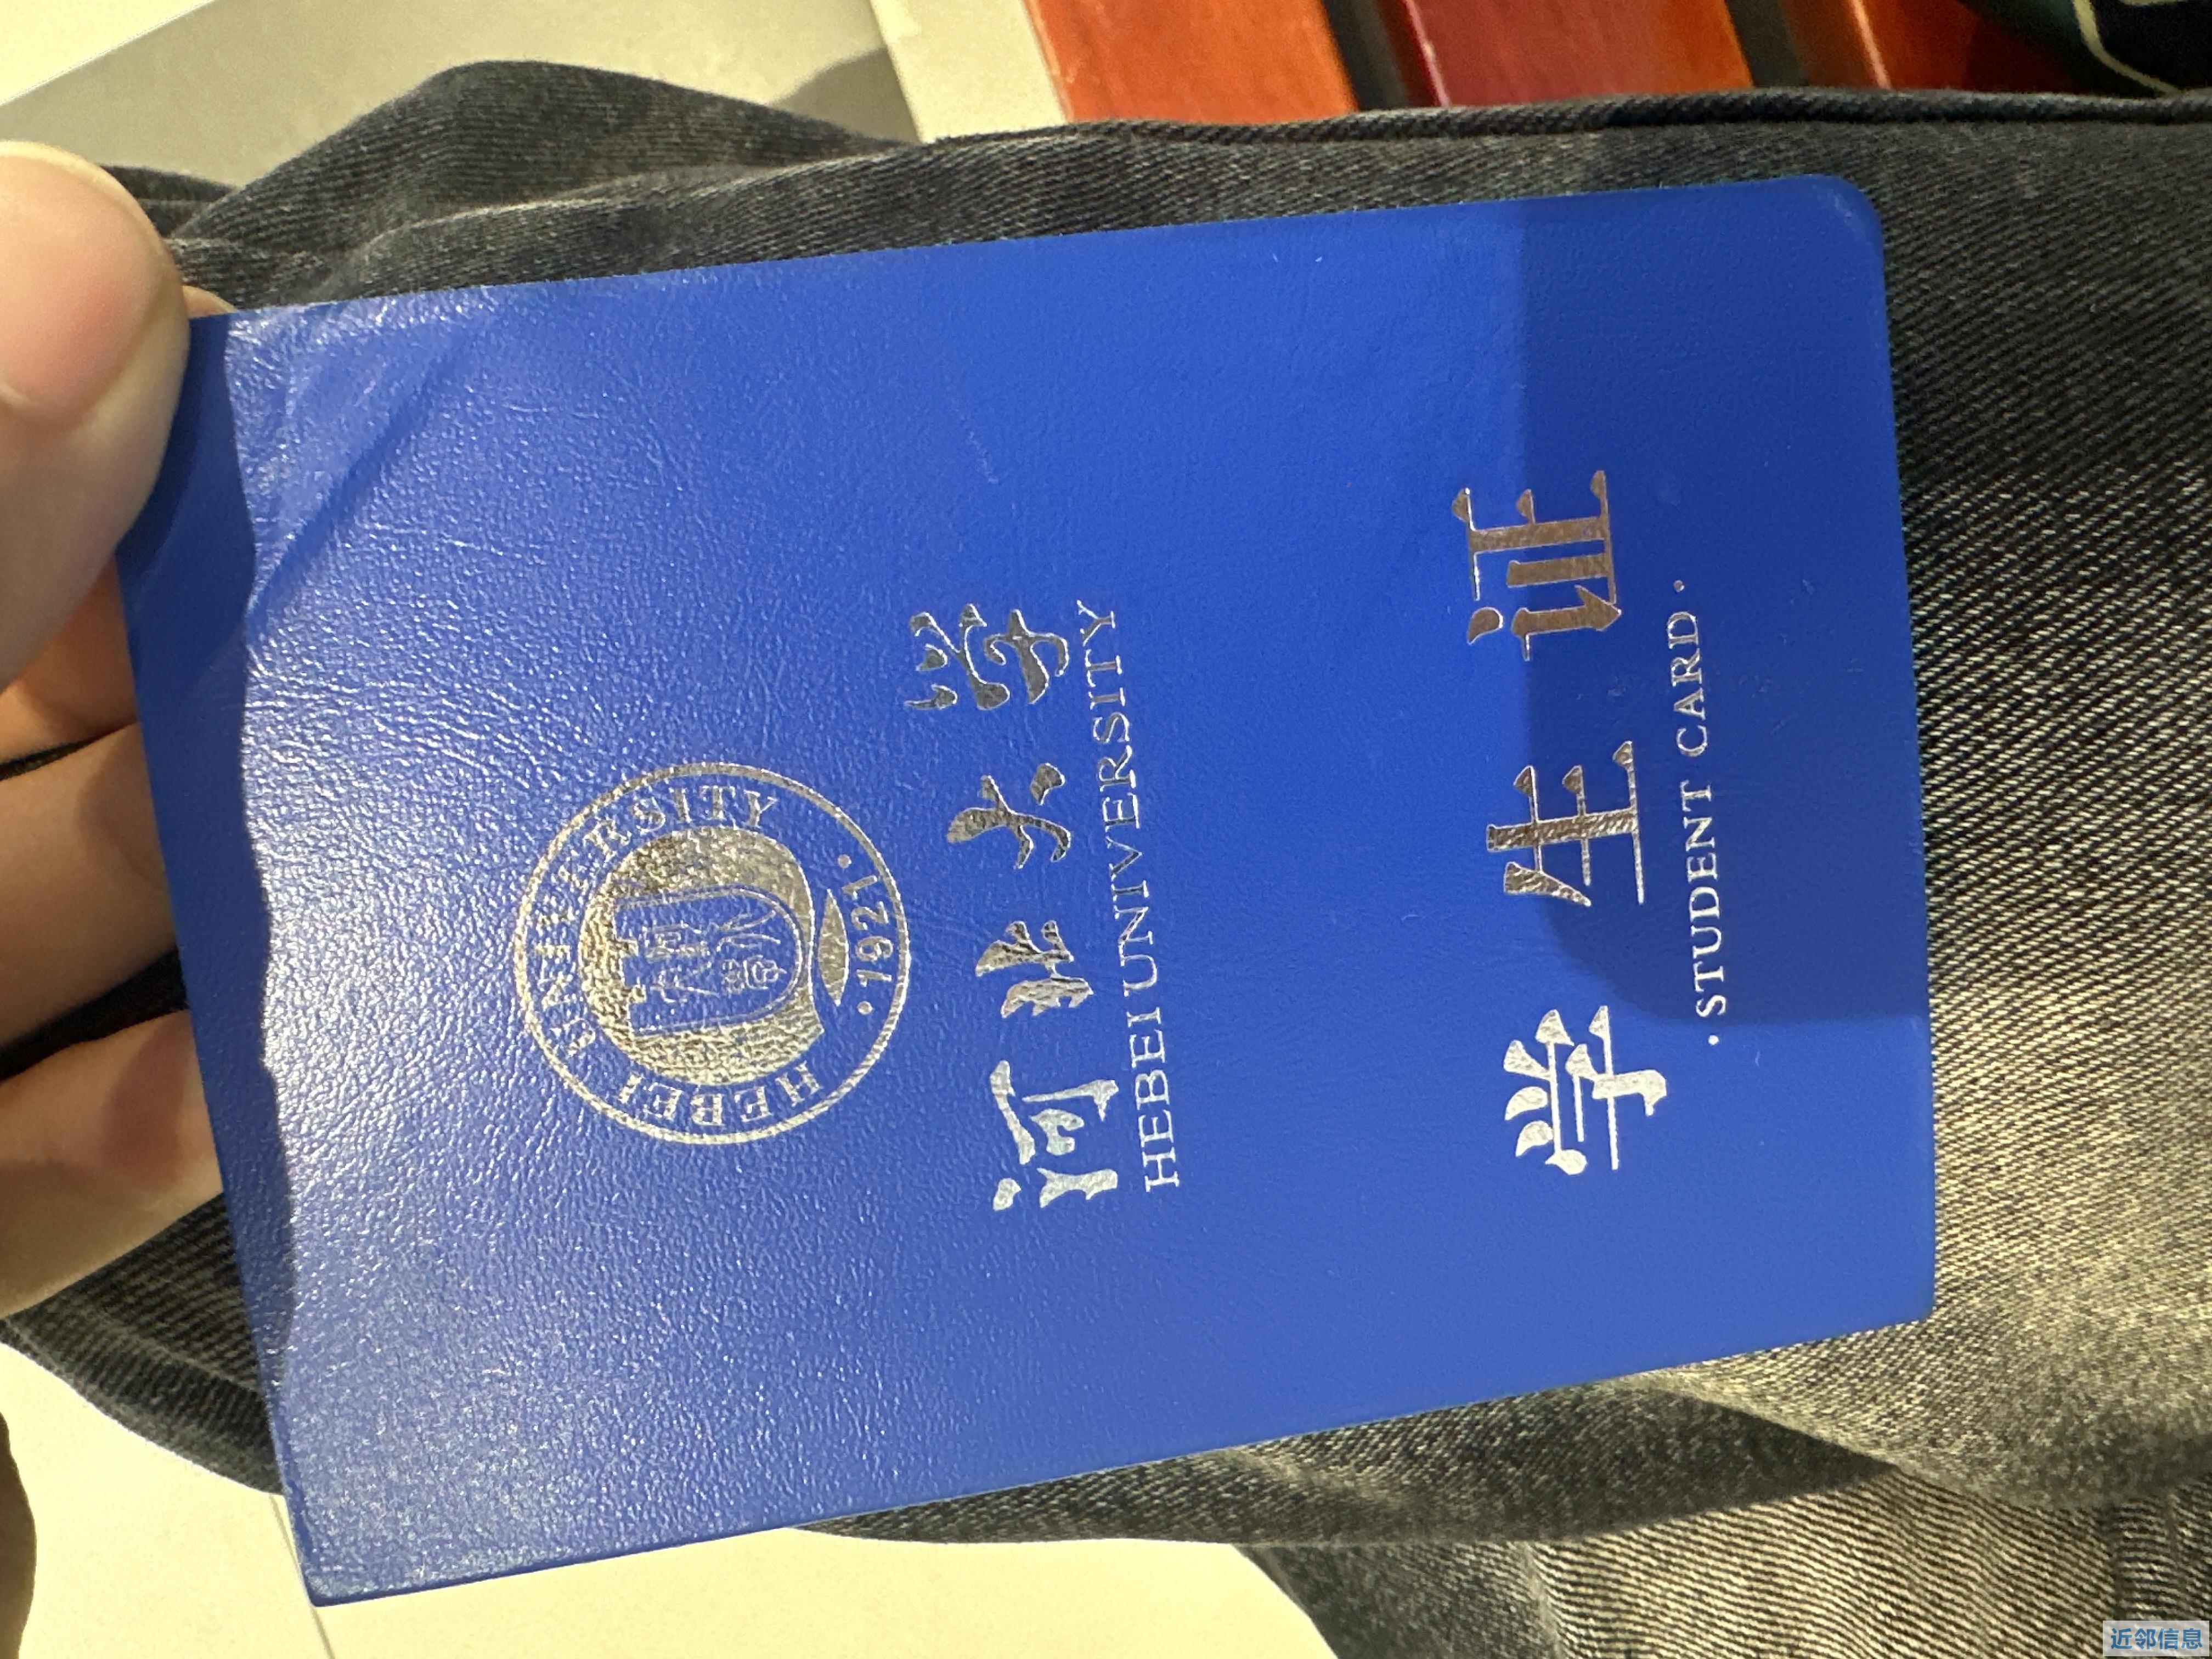 HEBEI UNIVERSITY
·1921·
河北大学
HEBEI UNIVERSITY
学生证
·STUDENT CARD·
近邻信息